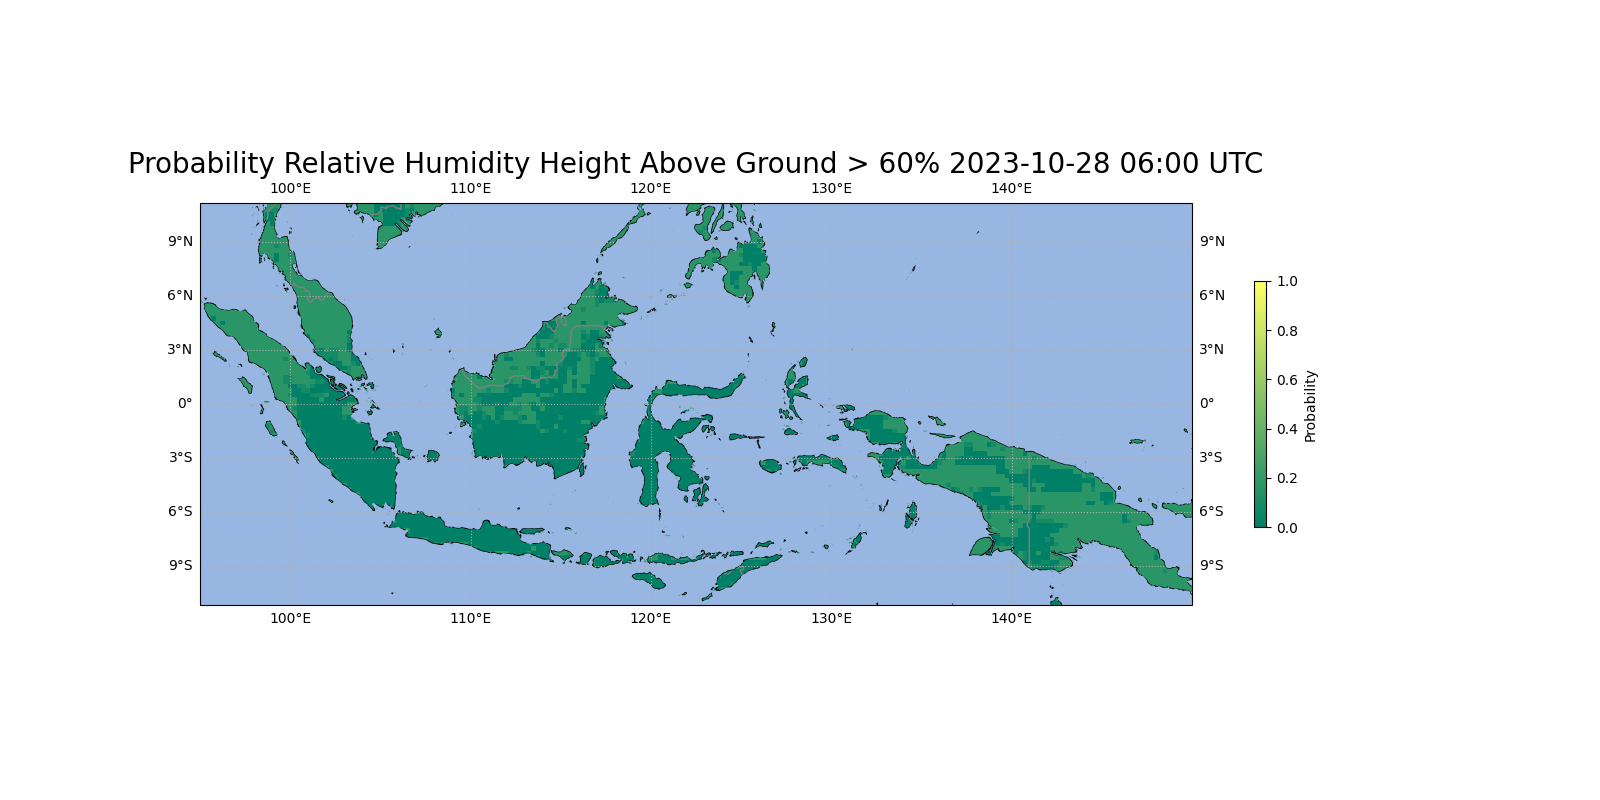 Probability Relative Humidity Height Above Ground > 60% 2023-10-28 06:00 UTC
100°E 110°E 120°E 130°E 140°E
9°N 9°N
6°N 6°N
3°N 3°N
0° 0°
3°S 3°S
6°S 6°S
9°S 9°S
100°E 110°E 120°E 130°E 140°E
1.0
0.8
0.6
0.4
0.2
0.0
Probability